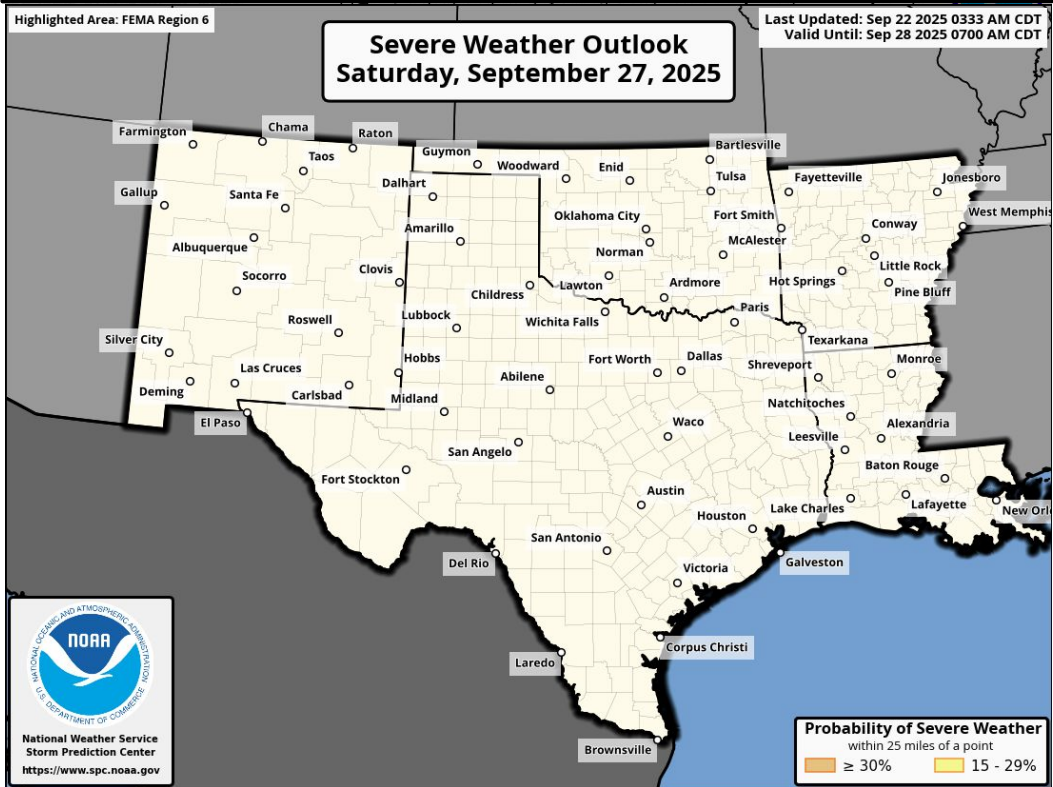 Highlighted Area: FEMA Region 6
Last Updated: Sep 22 2025 0333 AM CDT
Valid Until: Sep 28 2025 0700 AM CDT
Severe Weather Outlook
Saturday, September 27, 2025
Farmington
Chama
Raton
Taos
Guymon
Woodward
Enid
Bartlesville
Tulsa
Fayetteville
Jonesboro
Gallup
Santa Fe
Dalhart
Oklahoma City
Fort Smith
Conway
West Memphis
Albuquerque
Amarillo
Norman
McAlester
Little Rock
Socorro
Clovis
Childress
Lawton
Ardmore
Hot Springs
Pine Bluff
Roswell
Lubbock
Wichita Falls
Paris
Texarkana
Silver City
Hobbs
Fort Worth
Dallas
Shreveport
Monroe
Las Cruces
Deming
Carlsbad
Midland
Abilene
Natchitoches
El Paso
San Angelo
Waco
Leesville
Alexandria
Fort Stockton
Baton Rouge
Austin
Houston
Lake Charles
Lafayette
New Orl
San Antonio
Del Rio
Victoria
Galveston
Laredo
Corpus Christi
Brownsville
NATIONAL OCEANIC AND ATMOSPHERIC ADMINISTRATION
NOAA
U.S. DEPARTMENT OF COMMERCE
National Weather Service
Storm Prediction Center
https://www.spc.noaa.gov
Probability of Severe Weather
within 25 miles of a point
≥ 30%
15 - 29%